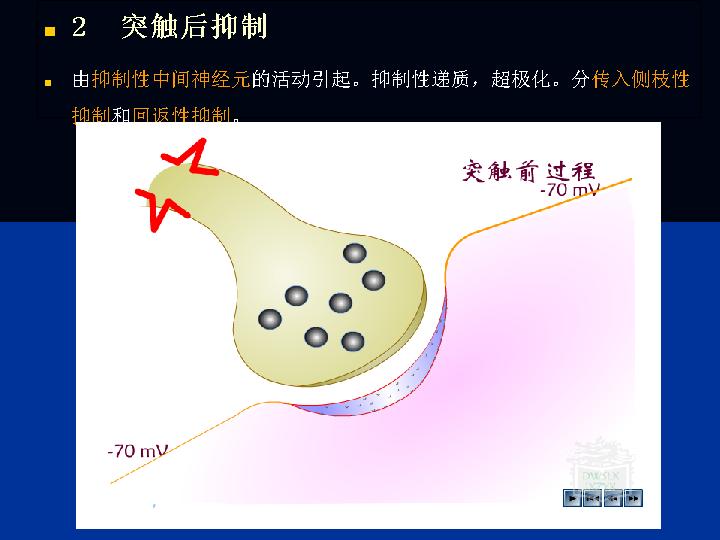 2 突触后抑制
由抑制性中间神经元的活动引起。抑制性递质，超极化。分传入侧枝性
抑制和回返性抑制。
突触前过程
-70 mV
-70 mV